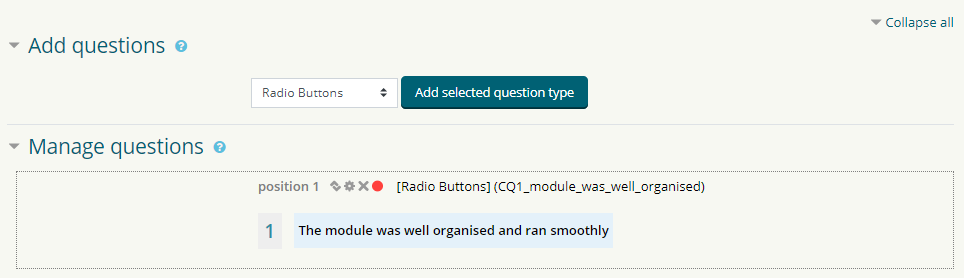 Collapse all
Add questions
Radio Buttons Add selected question type
Manage questions
position 1 [Radio Buttons] (CQ1_module_was_well_organised)
1 The module was well organised and ran smoothly